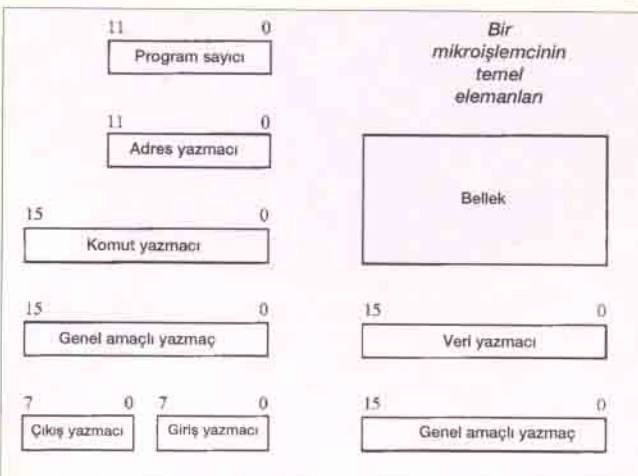 11 0
Program sayıcı
11 0
Adres yazmacı
15 0
Komut yazmacı
15 0
Genel amaçlı yazmaç
7 0 7 0
Çıkış yazmacı Giriş yazmacı
Bir
mikroişlemcinin
temel
elemanları
Bellek
15 0
Veri yazmacı
15 0
Genel amaçlı yazmaç